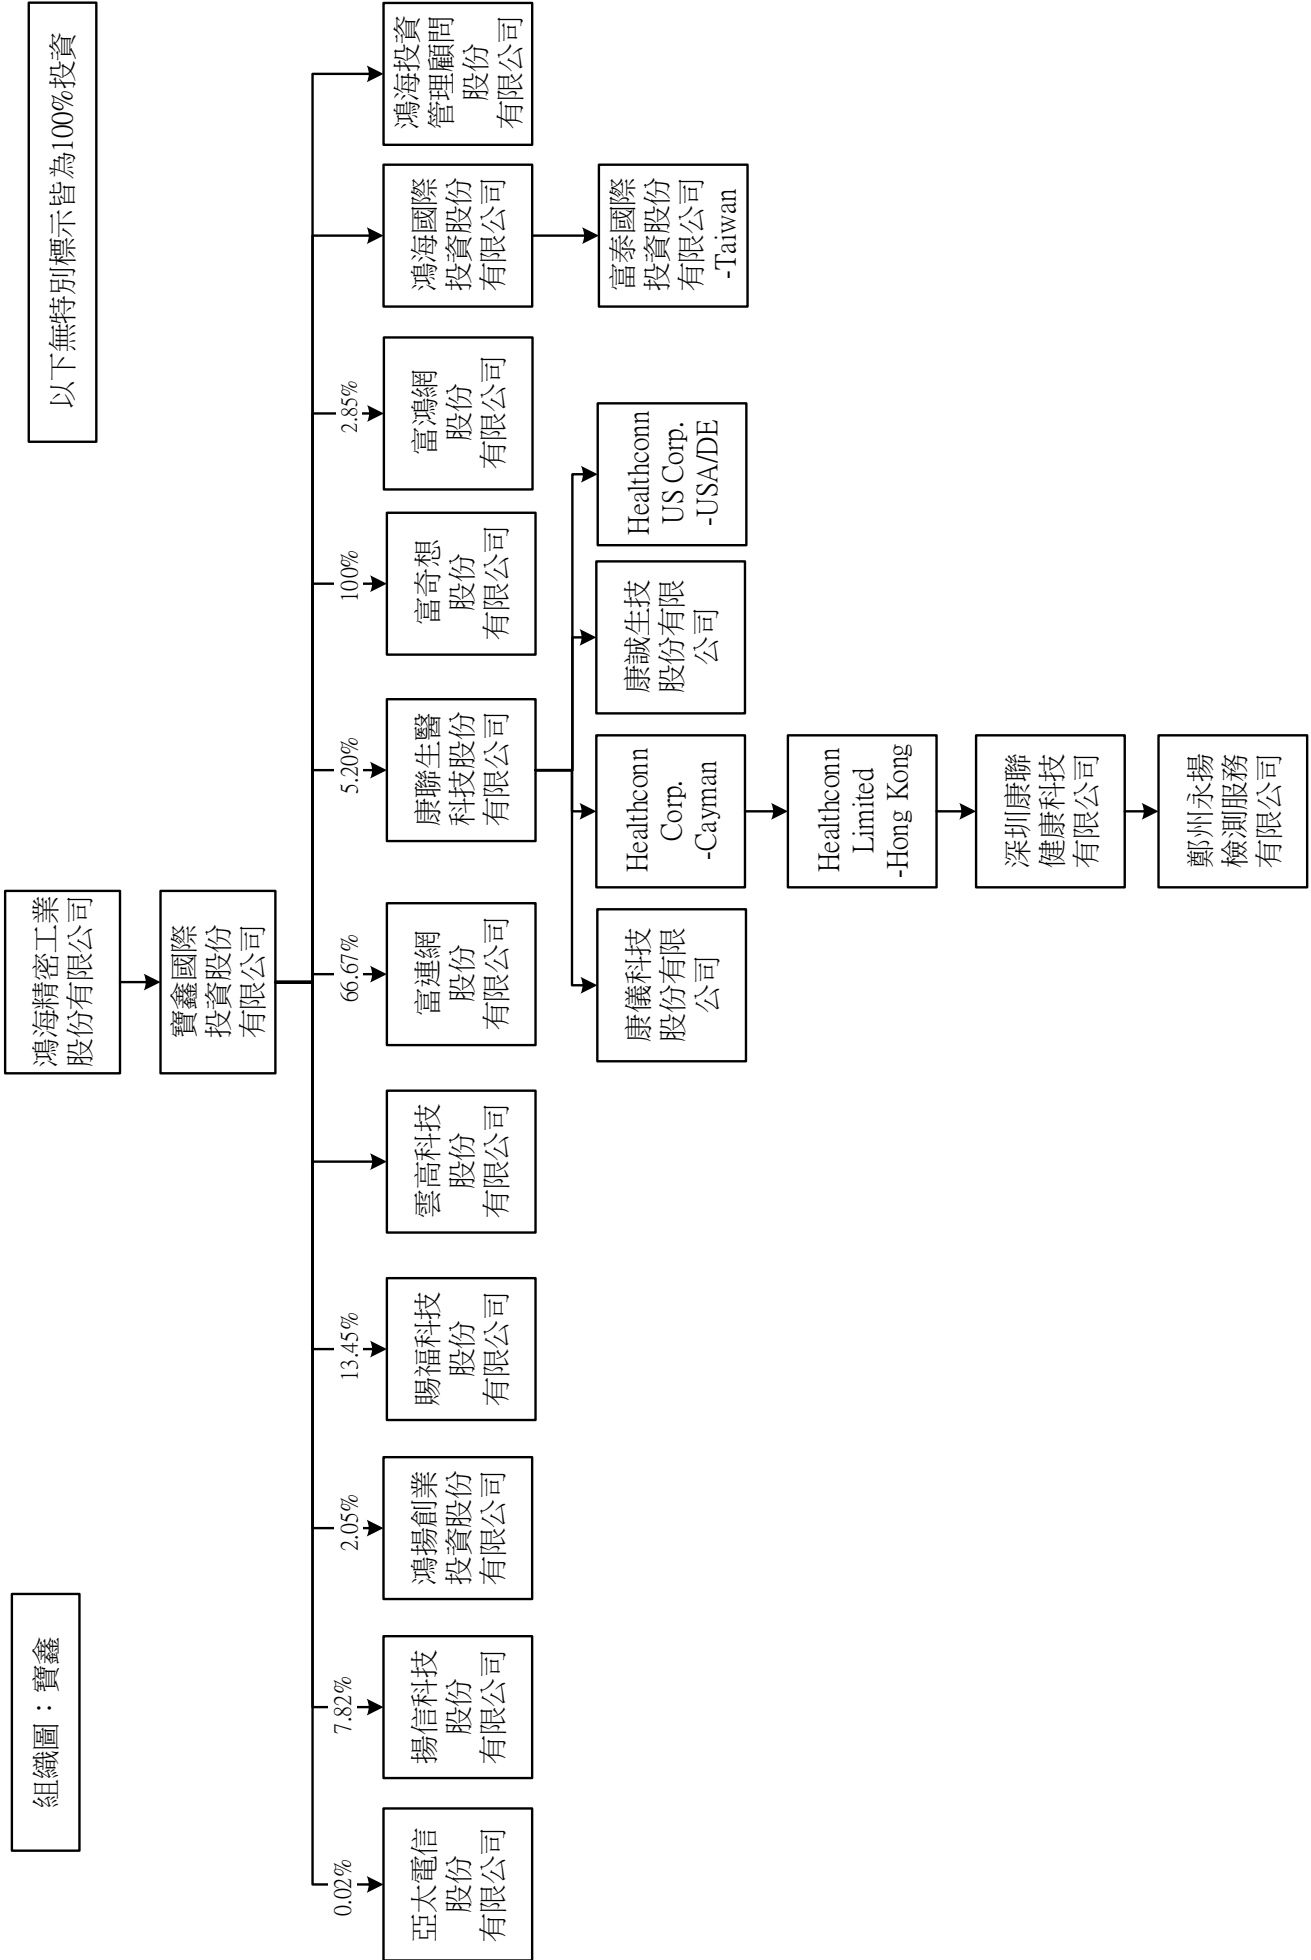 組織圖：寶鑫
以下無特別標示皆為100%投資
鴻海精密工業
股份有限公司
寶鑫國際
投資股份
有限公司
0.02%
7.82%
2.05%
13.45%
66.67%
5.20%
100%
2.85%
亞太電信
股份
有限公司
揚信科技
股份
有限公司
鴻揚創業
投資股份
有限公司
賜福科技
股份
有限公司
雲高科技
股份
有限公司
富連網
股份
有限公司
康聯生醫
科技股份
有限公司
富奇想
股份
有限公司
富鴻網
股份
有限公司
鴻海國際
投資股份
有限公司
鴻海投資
管理顧問
股份
有限公司
康儀科技
股份有限
公司
Healthconn
Corp.
-Cayman
康誠生技
股份有限
公司
Healthconn
US Corp.
-USA/DE
富泰國際
投資股份
有限公司
-Taiwan
Healthconn
Limited
-Hong Kong
深圳康聯
健康科技
有限公司
鄭州永揚
檢測服務
有限公司